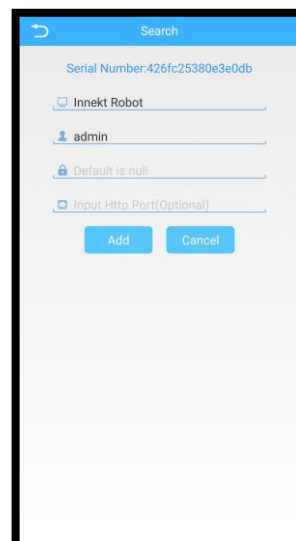 Search
Serial Number:426fc25380e3e0db
Innekt Robot
admin
Default is null
Input Http Port(Optional)
Add Cancel